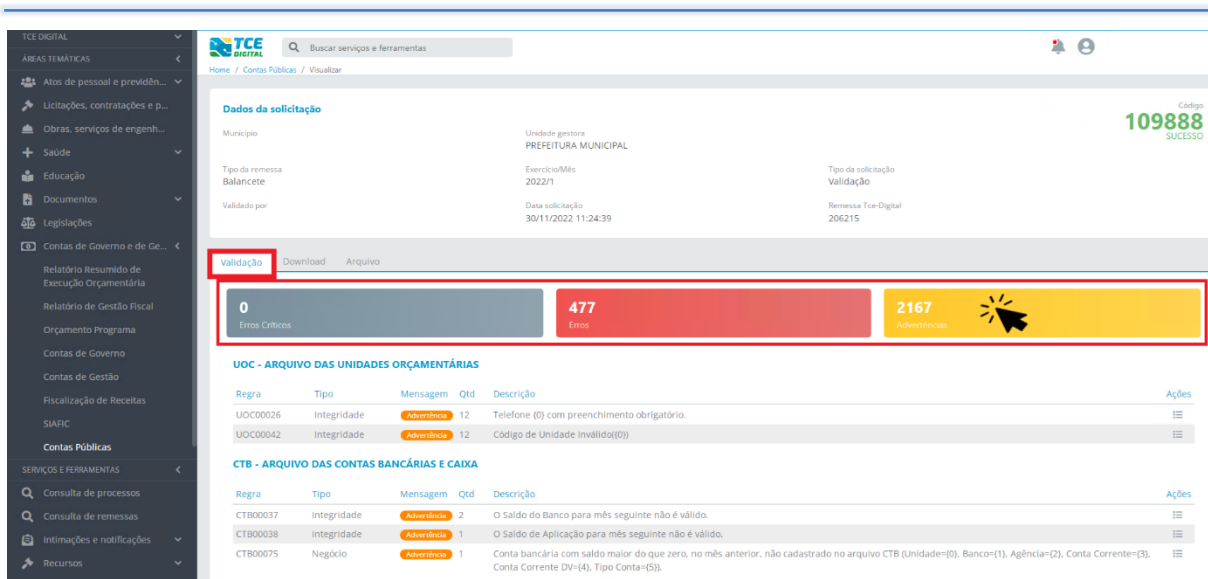 TCE DIGITAL
ÁREAS TEMÁTICAS
Atos de pessoal e previdên...
Licitações, contratações e p...
Obras, serviços de engenh...
Saúde
Educação
Documentos
Legislações
Contas de Governo e de Ge...
Relatório Resumido de
Execução Orçamentária
Relatório de Gestão Fiscal
Orçamento Programa
Contas de Governo
Contas de Gestão
Fiscalização de Receitas
SIAFIC
Contas Públicas
SERVIÇOS E FERRAMENTAS
Consulta de processos
Consulta de remessas
Intimações e notificações
Recursos
TCE
DIGITAL
Buscar serviços e ferramentas
Home / Contas Públicas / Visualizar
Dados da solicitação
Código
109888
SUCESSO
Município
Unidade gestora
PREFEITURA MUNICIPAL
Tipo da remessa Exercício/Mês Tipo da solicitação
Balancete 2022/1 Validação
Validado por Data solicitação Remessa Tce-Digital
30/11/2022 11:24:39 206215
Validação Download Arquivo
0 477 2167
Erros Críticos Erros Advertências
UOC - ARQUIVO DAS UNIDADES ORÇAMENTÁRIAS
Regra Tipo Mensagem Qtd Descrição Ações
UOC00026 Integridade Advertência 12 Telefone {0} com preenchimento obrigatório.
UOC00042 Integridade Advertência 12 Código de Unidade Inválido({0})
CTB - ARQUIVO DAS CONTAS BANCÁRIAS E CAIXA
Regra Tipo Mensagem Qtd Descrição Ações
CTB00037 Integridade Advertência 2 O Saldo do Banco para mês seguinte não é válido.
CTB00038 Integridade Advertência 1 O Saldo de Aplicação para mês seguinte não é válido.
CTB00075 Negócio Advertência 1 Conta bancária com saldo maior do que zero, no mês anterior, não cadastrado no arquivo CTB (Unidade={0}, Banco={1}, Agência={2}, Conta Corrente={3},
Conta Corrente DV={4}, Tipo Conta={5}).